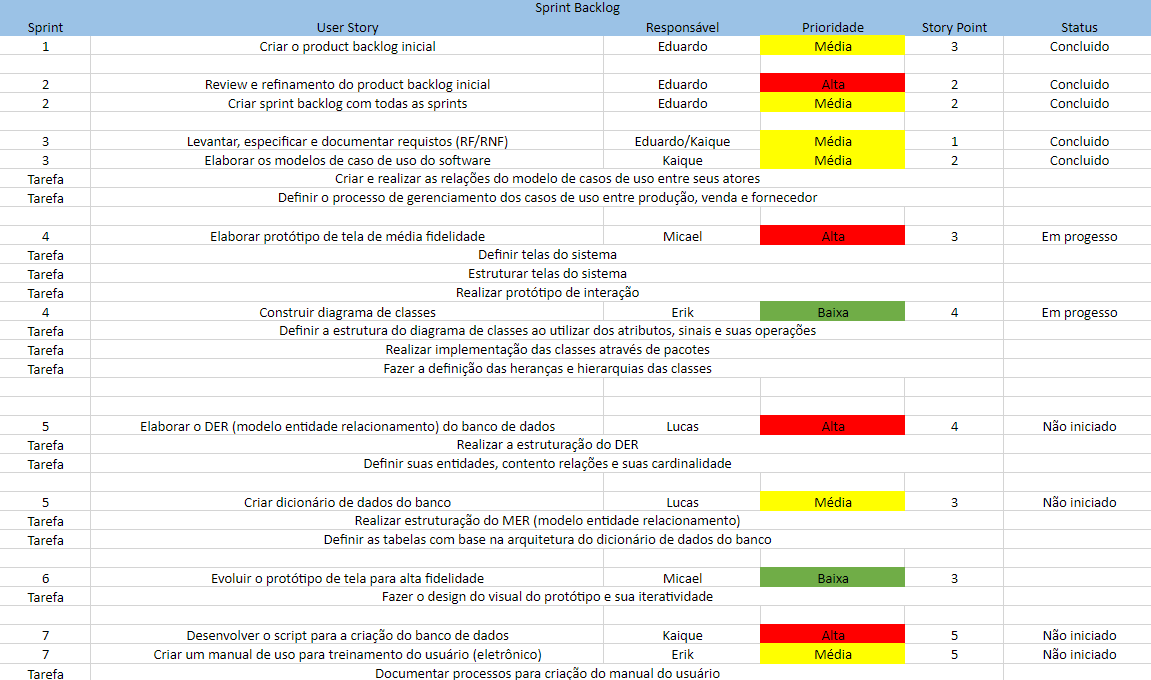 Sprint Backlog
Sprint User Story Responsável Prioridade Story Point Status
1 Criar o product backlog inicial Eduardo Média 3 Concluido
2 Review e refinamento do product backlog inicial Eduardo Alta 2 Concluido
2 Criar sprint backlog com todas as sprints Eduardo Média 2 Concluido
3 Levantar, especificar e documentar requistos (RF/RNF) Eduardo/Kaique Média 1 Concluido
3 Elaborar os modelos de caso de uso do software Kaique Média 2 Concluido
Tarefa Criar e realizar as relações do modelo de casos de uso entre seus atores
Tarefa Definir o processo de gerenciamento dos casos de uso entre produção, venda e fornecedor
4 Elaborar protótipo de tela de média fidelidade Micael Alta 3 Em progesso
Tarefa Definir telas do sistema
Tarefa Estruturar telas do sistema
Tarefa Realizar protótipo de interação
4 Construir diagrama de classes Erik Baixa 4 Em progesso
Tarefa Definir a estrutura do diagrama de classes ao utilizar dos atributos, sinais e suas operações
Tarefa Realizar implementação das classes através de pacotes
Tarefa Fazer a definição das heranças e hierarquias das classes
5 Elaborar o DER (modelo entidade relacionamento) do banco de dados Lucas Alta 4 Não iniciado
Tarefa Realizar a estruturação do DER
Tarefa Definir suas entidades, contento relações e suas cardinalidade
5 Criar dicionário de dados do banco Lucas Média 3 Não iniciado
Tarefa Realizar estruturação do MER (modelo entidade relacionamento)
Tarefa Definir as tabelas com base na arquitetura do dicionário de dados do banco
6 Evoluir o protótipo de tela para alta fidelidade Micael Baixa 3
Tarefa Fazer o design do visual do protótipo e sua iteratividade
7 Desenvolver o script para a criação do banco de dados Kaique Alta 5 Não iniciado
7 Criar um manual de uso para treinamento do usuário (eletrônico) Erik Média 5 Não iniciado
Tarefa Documentar processos para criação do manual do usuário